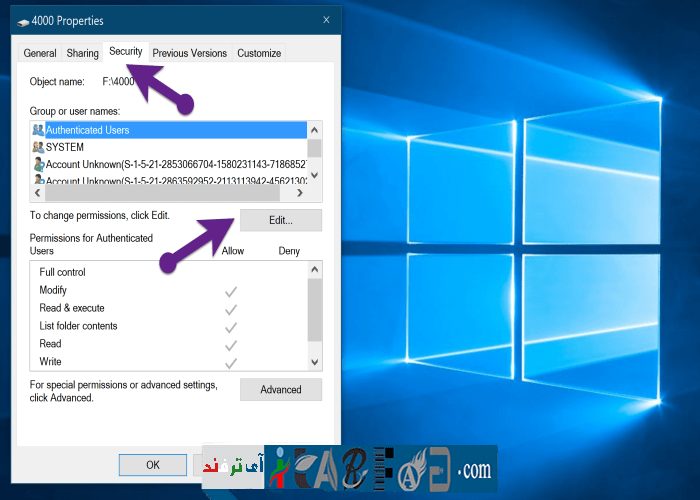 4000 Properties
General Sharing Security Previous Versions Customize
Object name: F:\4000
Group or user names:
Authenticated Users
SYSTEM
Account Unknown(S-1-5-21-2853066704-1580231143-71868527
Account Unknown(S-1-5-21-2863592952-2113113942-45621303
To change permissions, click Edit.
Edit...
Permissions for Authenticated
Users Allow Deny
Full control
Modify
Read & execute
List folder contents
Read
Write
For special permissions or advanced settings,
click Advanced.
Advanced
OK
آی ترفند ITARFAND.com